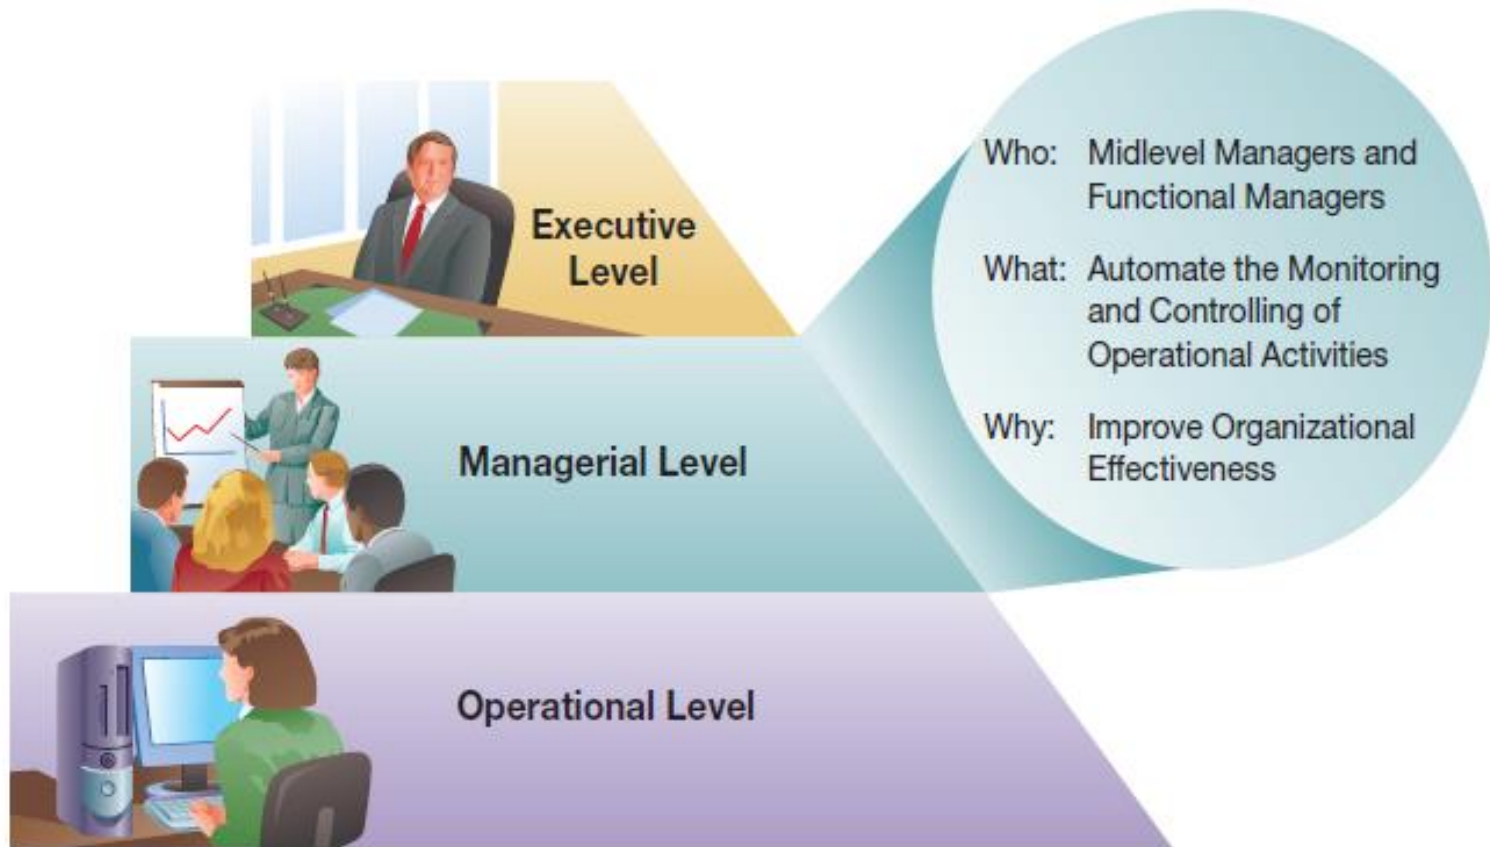 Executive
Level
Managerial Level
Operational Level
Who: Midlevel Managers and
Functional Managers
What: Automate the Monitoring
and Controlling of
Operational Activities
Why: Improve Organizational
Effectiveness